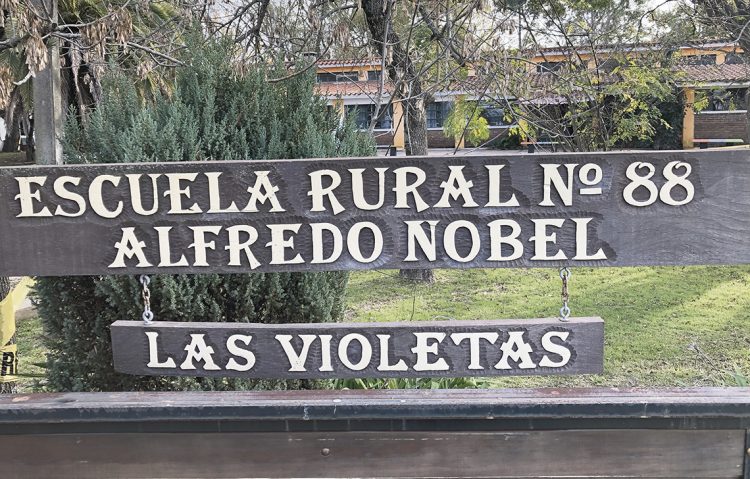 ESCUELA RURAL Nº 88
ALFREDO NOBEL
LAS VIOLETAS